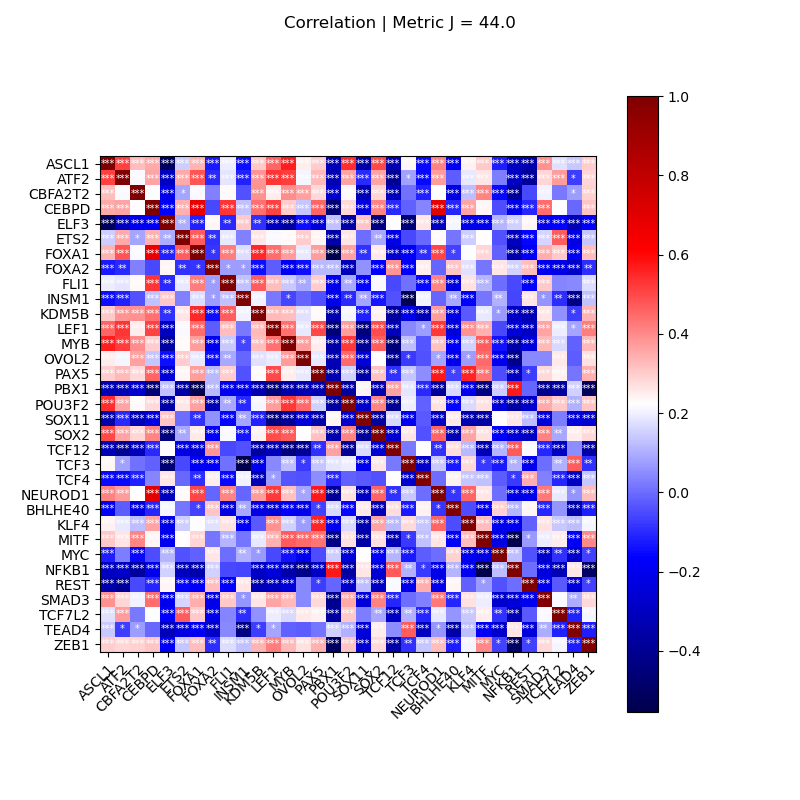 Correlation | Metric J = 44.0
ASCL1
ATF2
CBFA2T2
CEBPD
ELF3
ETS2
FOXA1
FOXA2
FLI1
INSM1
KDM5B
LEF1
MYB
OVOL2
PAX5
PBX1
POU3F2
SOX11
SOX2
TCF12
TCF3
TCF4
NEUROD1
BHLHE40
KLF4
MITF
MYC
NFKB1
REST
SMAD3
TCF7L2
TEAD4
ZEB1
ASCL1
ATF2
CBFA2T2
CEBPD
ELF3
ETS2
FOXA1
FOXA2
FLI1
INSM1
KDM5B
LEF1
MYB
OVOL2
PAX5
PBX1
POU3F2
SOX11
SOX2
TCF12
TCF3
TCF4
NEUROD1
BHLHE40
KLF4
MITF
MYC
NFKB1
REST
SMAD3
TCF7L2
TEAD4
ZEB1
1.0
0.8
0.6
0.4
0.2
0.0
−0.2
−0.4